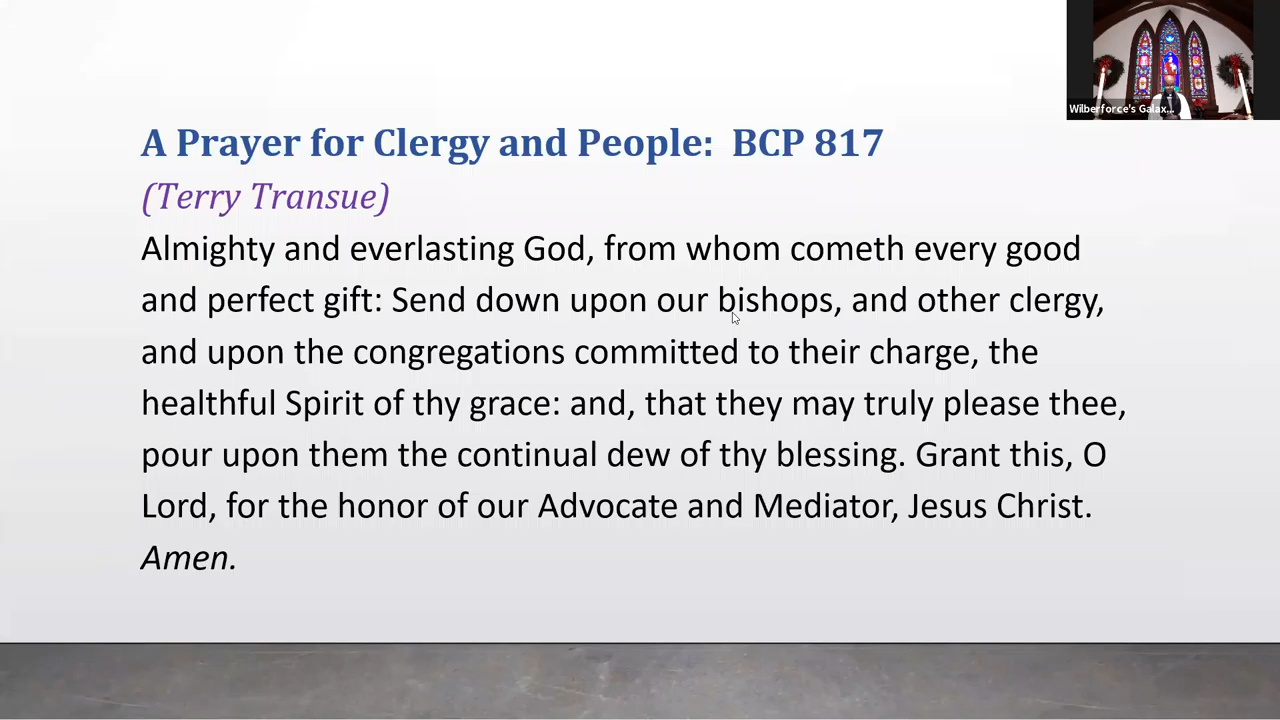 Wilberforce's Galax...
A Prayer for Clergy and People:  BCP 817
(Terry Transue)
Almighty and everlasting God, from whom cometh every good
and perfect gift: Send down upon our bishops, and other clergy,
and upon the congregations committed to their charge, the
healthful Spirit of thy grace: and, that they may truly please thee,
pour upon them the continual dew of thy blessing. Grant this, O
Lord, for the honor of our Advocate and Mediator, Jesus Christ.
Amen.